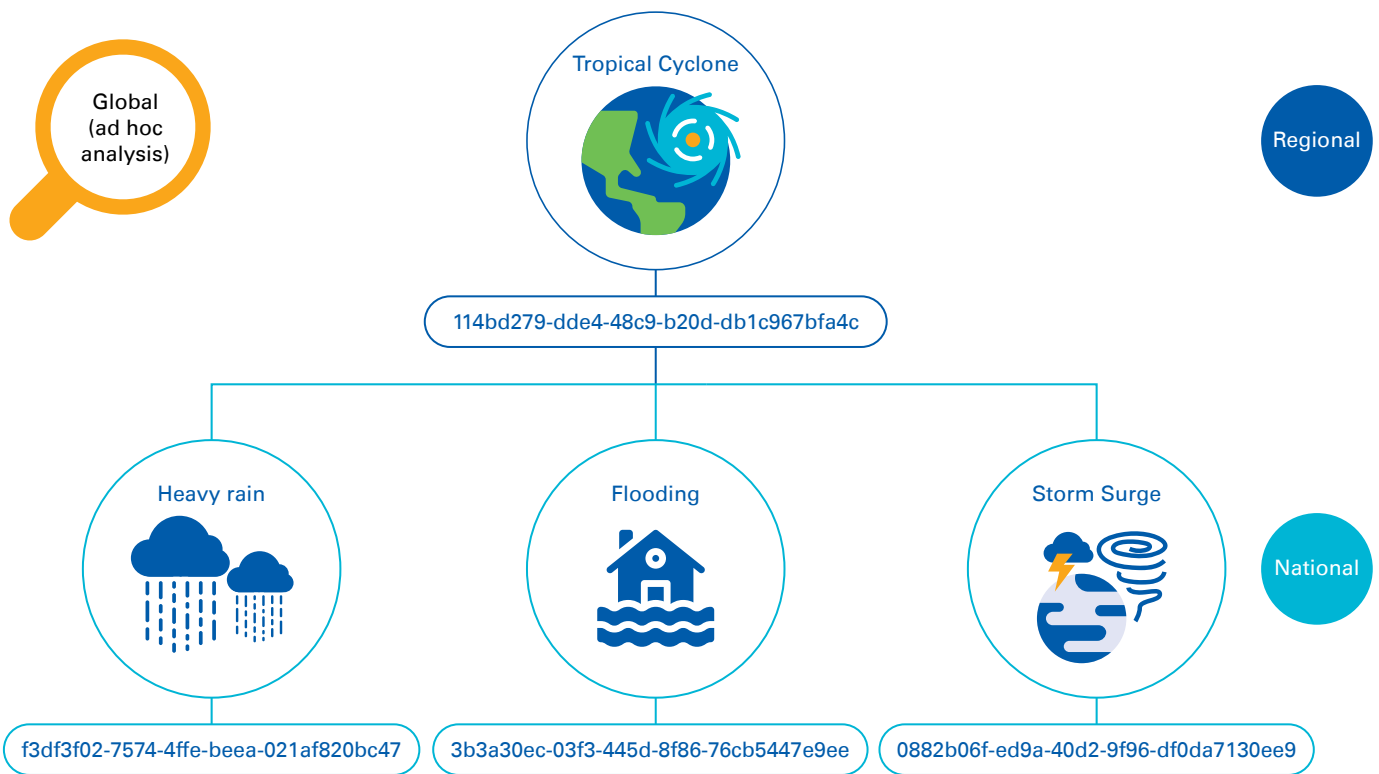 Tropical Cyclone
Global
(ad hoc
analysis)
Regional
114bd279-dde4-48c9-b20d-db1c967bfa4c
Heavy rain
Flooding
Storm Surge
National
f3df3f02-7574-4ffe-beea-021af820bc47
3b3a30ec-03f3-445d-8f86-76cb5447e9ee
0882b06f-ed9a-40d2-9f96-df0da7130ee9